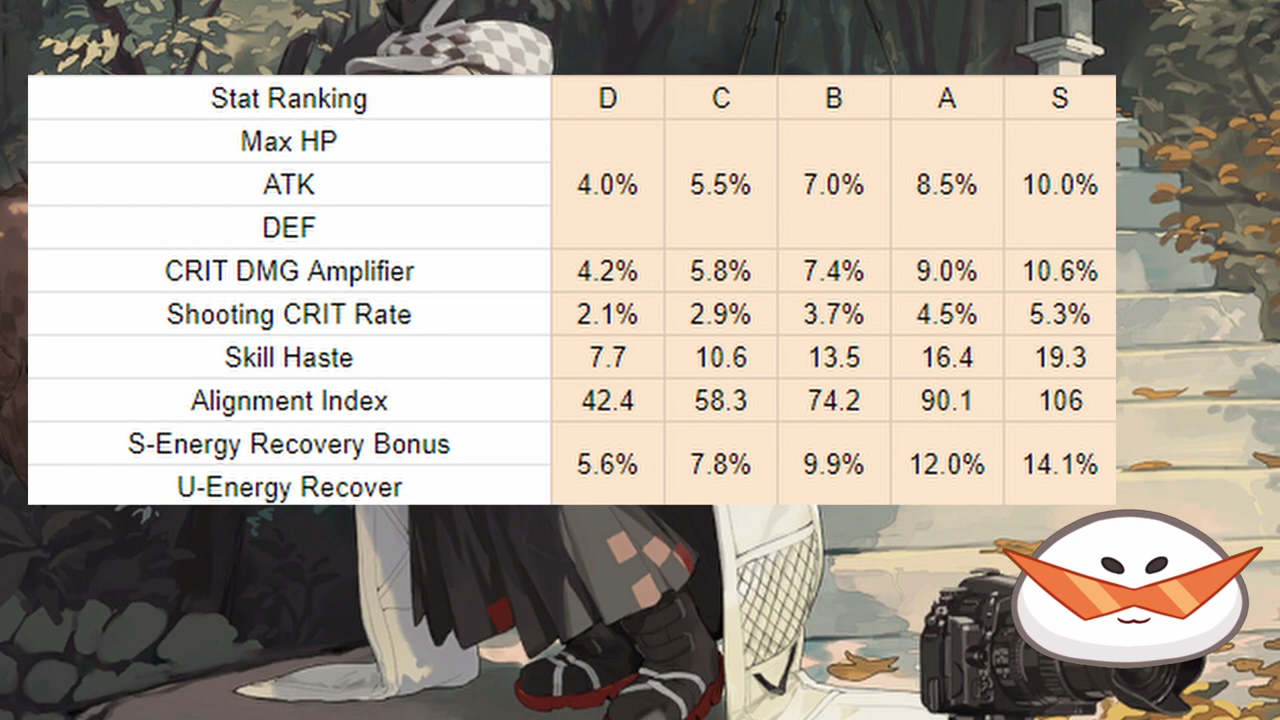 Stat Ranking D C B A S
Max HP
ATK 4.0% 5.5% 7.0% 8.5% 10.0%
DEF
CRIT DMG Amplifier 4.2% 5.8% 7.4% 9.0% 10.6%
Shooting CRIT Rate 2.1% 2.9% 3.7% 4.5% 5.3%
Skill Haste 7.7 10.6 13.5 16.4 19.3
Alignment Index 42.4 58.3 74.2 90.1 106
S-Energy Recovery Bonus
5.6% 7.8% 9.9% 12.0% 14.1%
U-Energy Recover